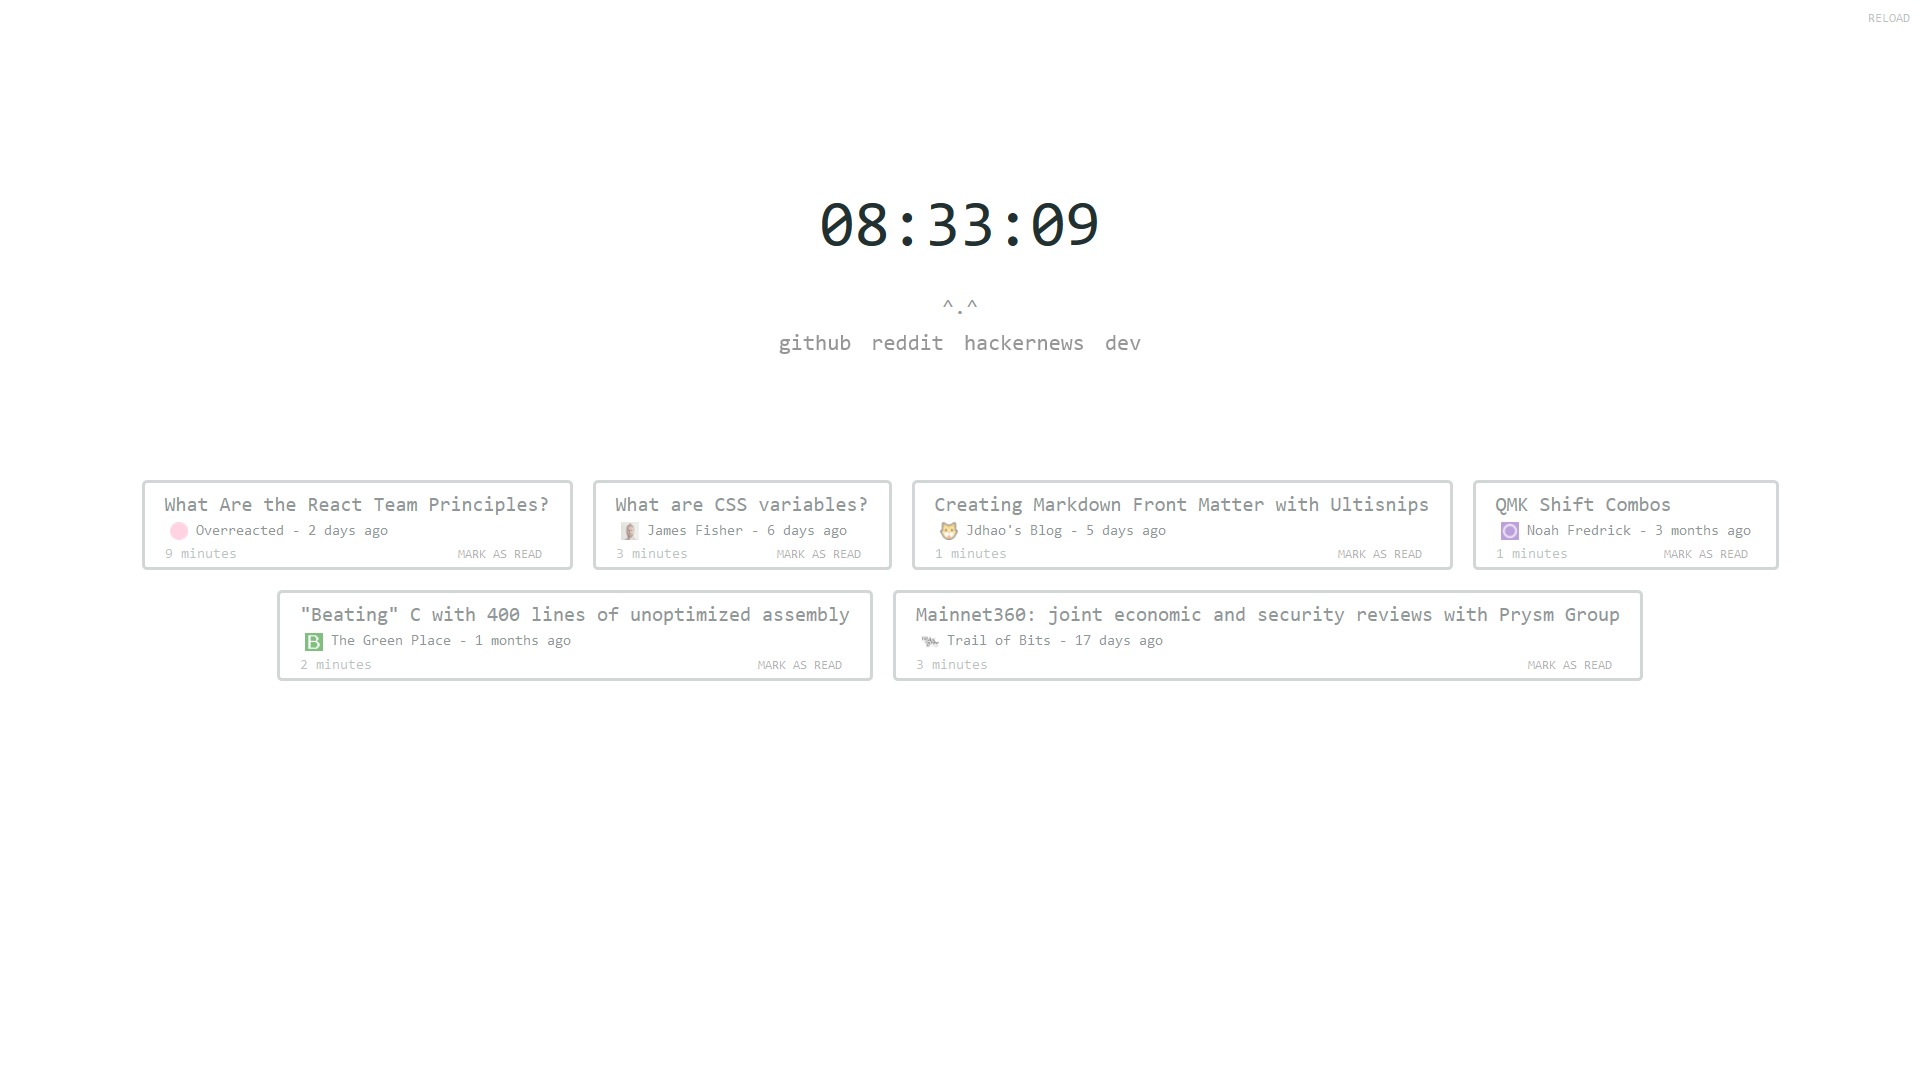 RELOAD
08:33:09
^.^
github reddit hackernews dev
What Are the React Team Principles?
Overreacted - 2 days ago
9 minutes MARK AS READ
What are CSS variables?
James Fisher - 6 days ago
3 minutes MARK AS READ
Creating Markdown Front Matter with Ultisnips
Jdhao's Blog - 5 days ago
1 minutes MARK AS READ
QMK Shift Combos
Noah Fredrick - 3 months ago
1 minutes MARK AS READ
"Beating" C with 400 lines of unoptimized assembly
B The Green Place - 1 months ago
2 minutes MARK AS READ
Mainnet360: joint economic and security reviews with Prysm Group
Trail of Bits - 17 days ago
3 minutes MARK AS READ